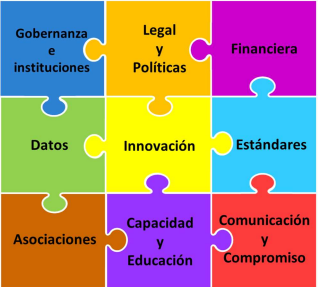 Gobernanza
e
instituciones
Legal
y
Políticas
Financiera
Datos
Innovación
Estándares
Asociaciones
Capacidad
y
Educación
Comunicación
y
Compromiso